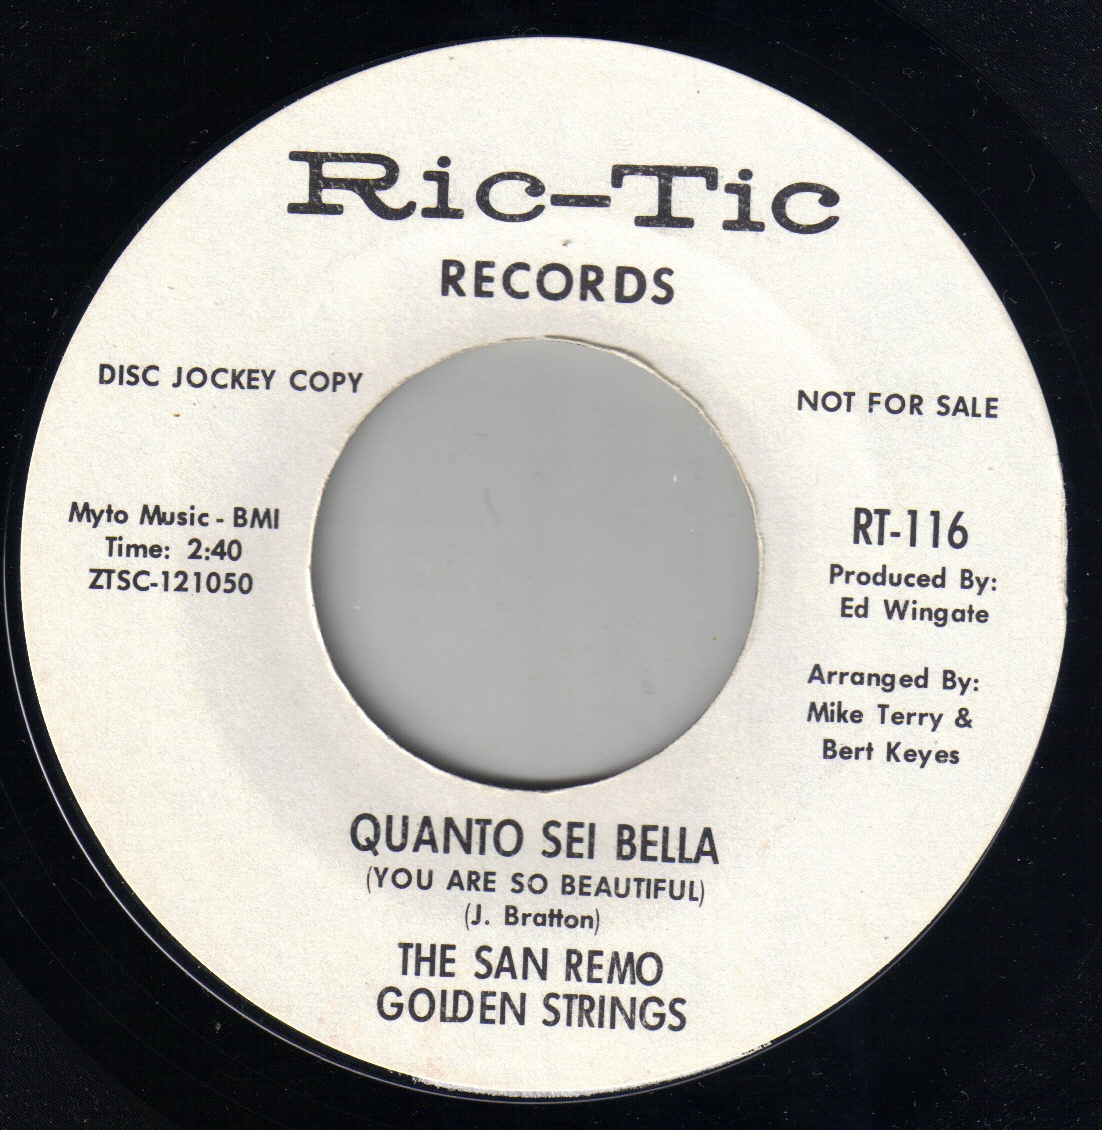 Ric-Tic
RECORDS
DISC JOCKEY COPY
NOT FOR SALE
Myto Music - BMI
Time: 2:40
ZTSC-121050
RT-116
Produced By:
Ed Wingate
Arranged By:
Mike Terry &
Bert Keyes
QUANTO SEI BELLA
(YOU ARE SO BEAUTIFUL)
(J. Bratton)
THE SAN REMO
GOLDEN STRINGS